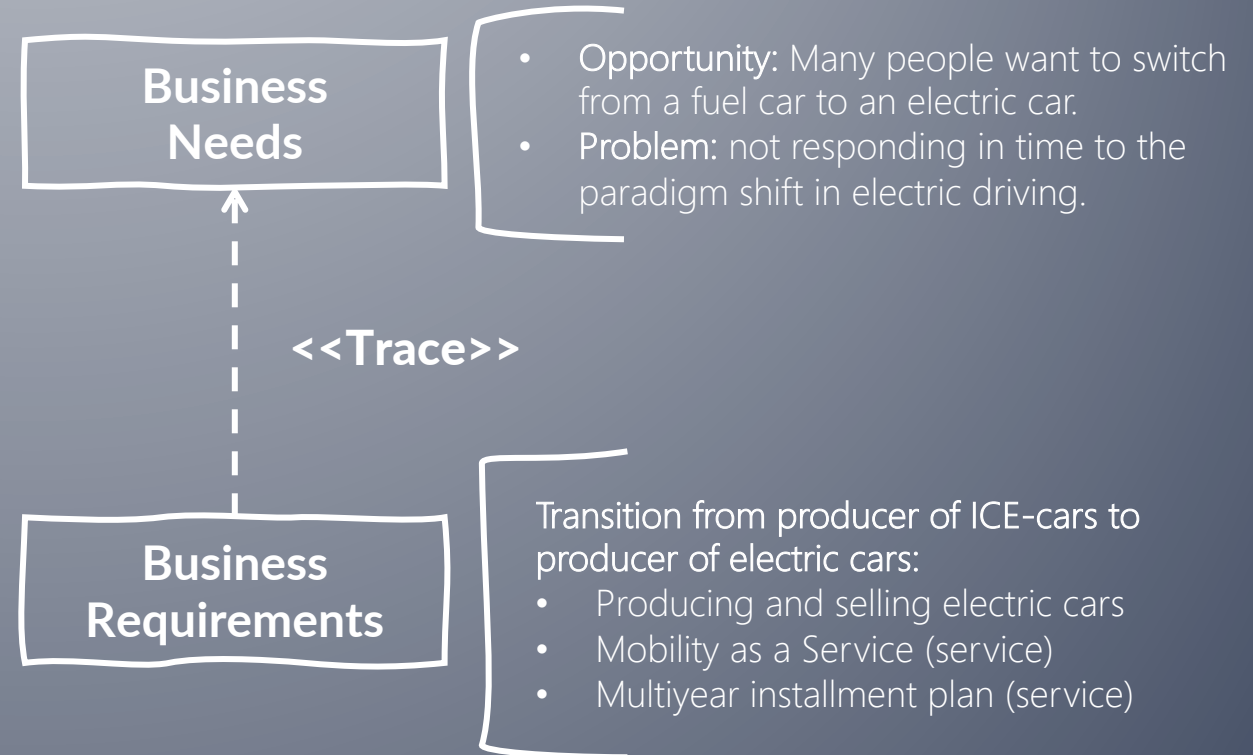 Business
Needs
• Opportunity: Many people want to switch
from a fuel car to an electric car.
• Problem: not responding in time to the
paradigm shift in electric driving.
<<Trace>>
Business
Requirements
Transition from producer of ICE-cars to
producer of electric cars:
• Producing and selling electric cars
• Mobility as a Service (service)
• Multiyear installment plan (service)